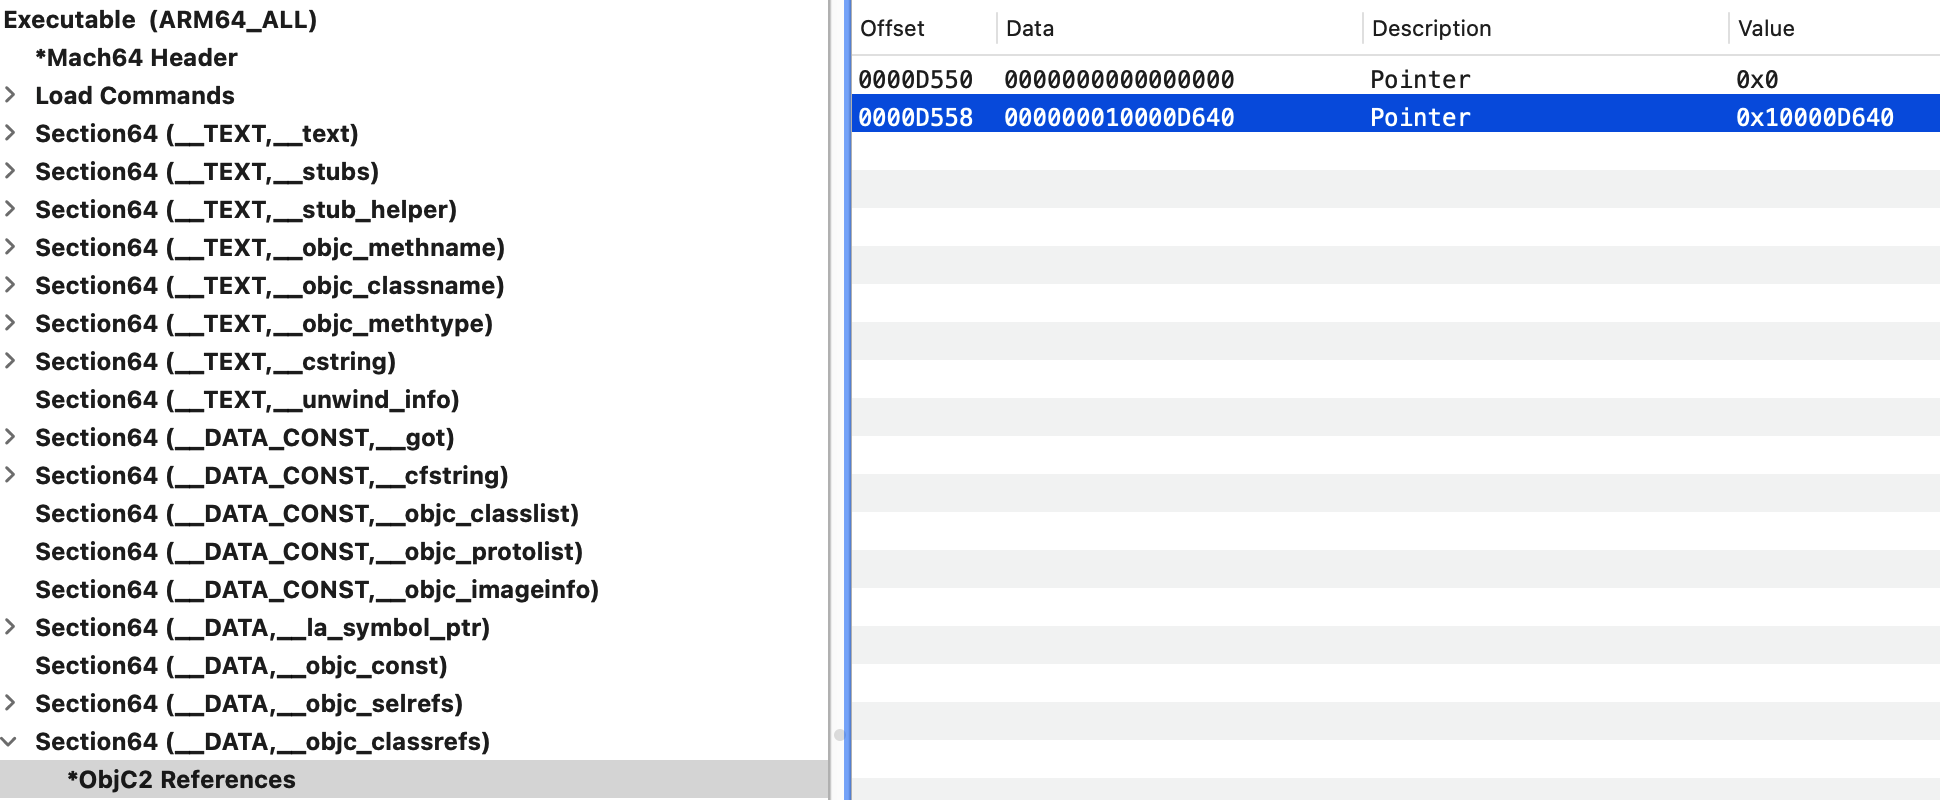 Executable (ARM64_ALL)
*Mach64 Header
Load Commands
Section64 (__TEXT,__text)
Section64 (__TEXT,__stubs)
Section64 (__TEXT,__stub_helper)
Section64 (__TEXT,__objc_methname)
Section64 (__TEXT,__objc_classname)
Section64 (__TEXT,__objc_methtype)
Section64 (__TEXT,__cstring)
Section64 (__TEXT,__unwind_info)
Section64 (__DATA_CONST,__got)
Section64 (__DATA_CONST,__cfstring)
Section64 (__DATA_CONST,__objc_classlist)
Section64 (__DATA_CONST,__objc_protolist)
Section64 (__DATA_CONST,__objc_imageinfo)
Section64 (__DATA,__la_symbol_ptr)
Section64 (__DATA,__objc_const)
Section64 (__DATA,__objc_selrefs)
Section64 (__DATA,__objc_classrefs)
*ObjC2 References
Offset Data Description Value
0000D550 0000000000000000 Pointer 0x0
0000D558 000000010000D640 Pointer 0x10000D640